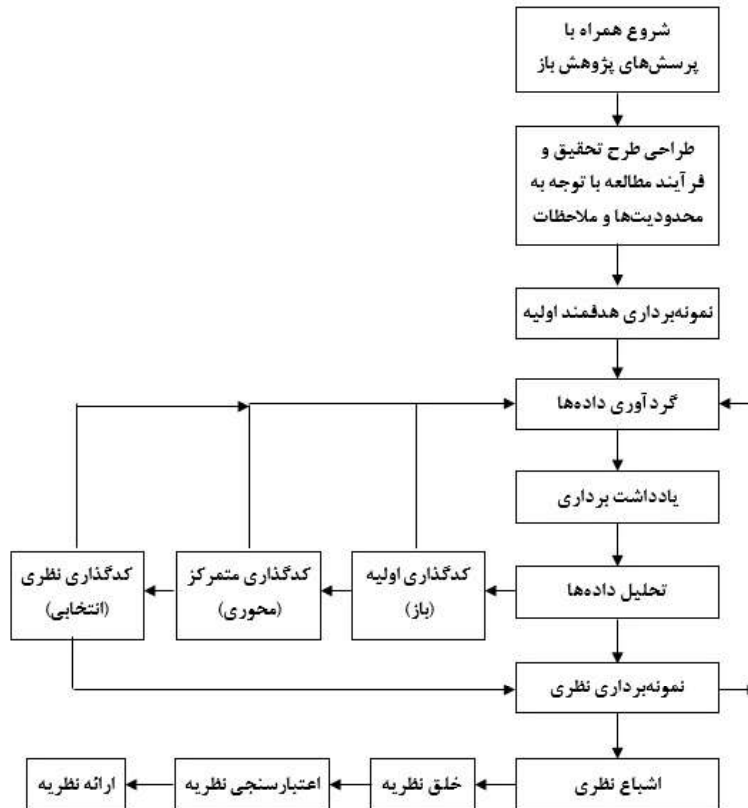 شروع همراه با
پرسش‌های پژوهش باز
طراحی طرح تحقیق و
فرآیند مطالعه با توجه به
محدودیت‌ها و ملاحظات
نمونه‌برداری هدفمند اولیه
گردآوری داده‌ها
یادداشت برداری
تحلیل داده‌ها
کدگذاری اولیه
(باز)
کدگذاری متمرکز
(محوری)
کدگذاری نظری
(انتخابی)
نمونه‌برداری نظری
اشباع نظری
خلق نظریه
اعتبارسنجی نظریه
ارائه نظریه